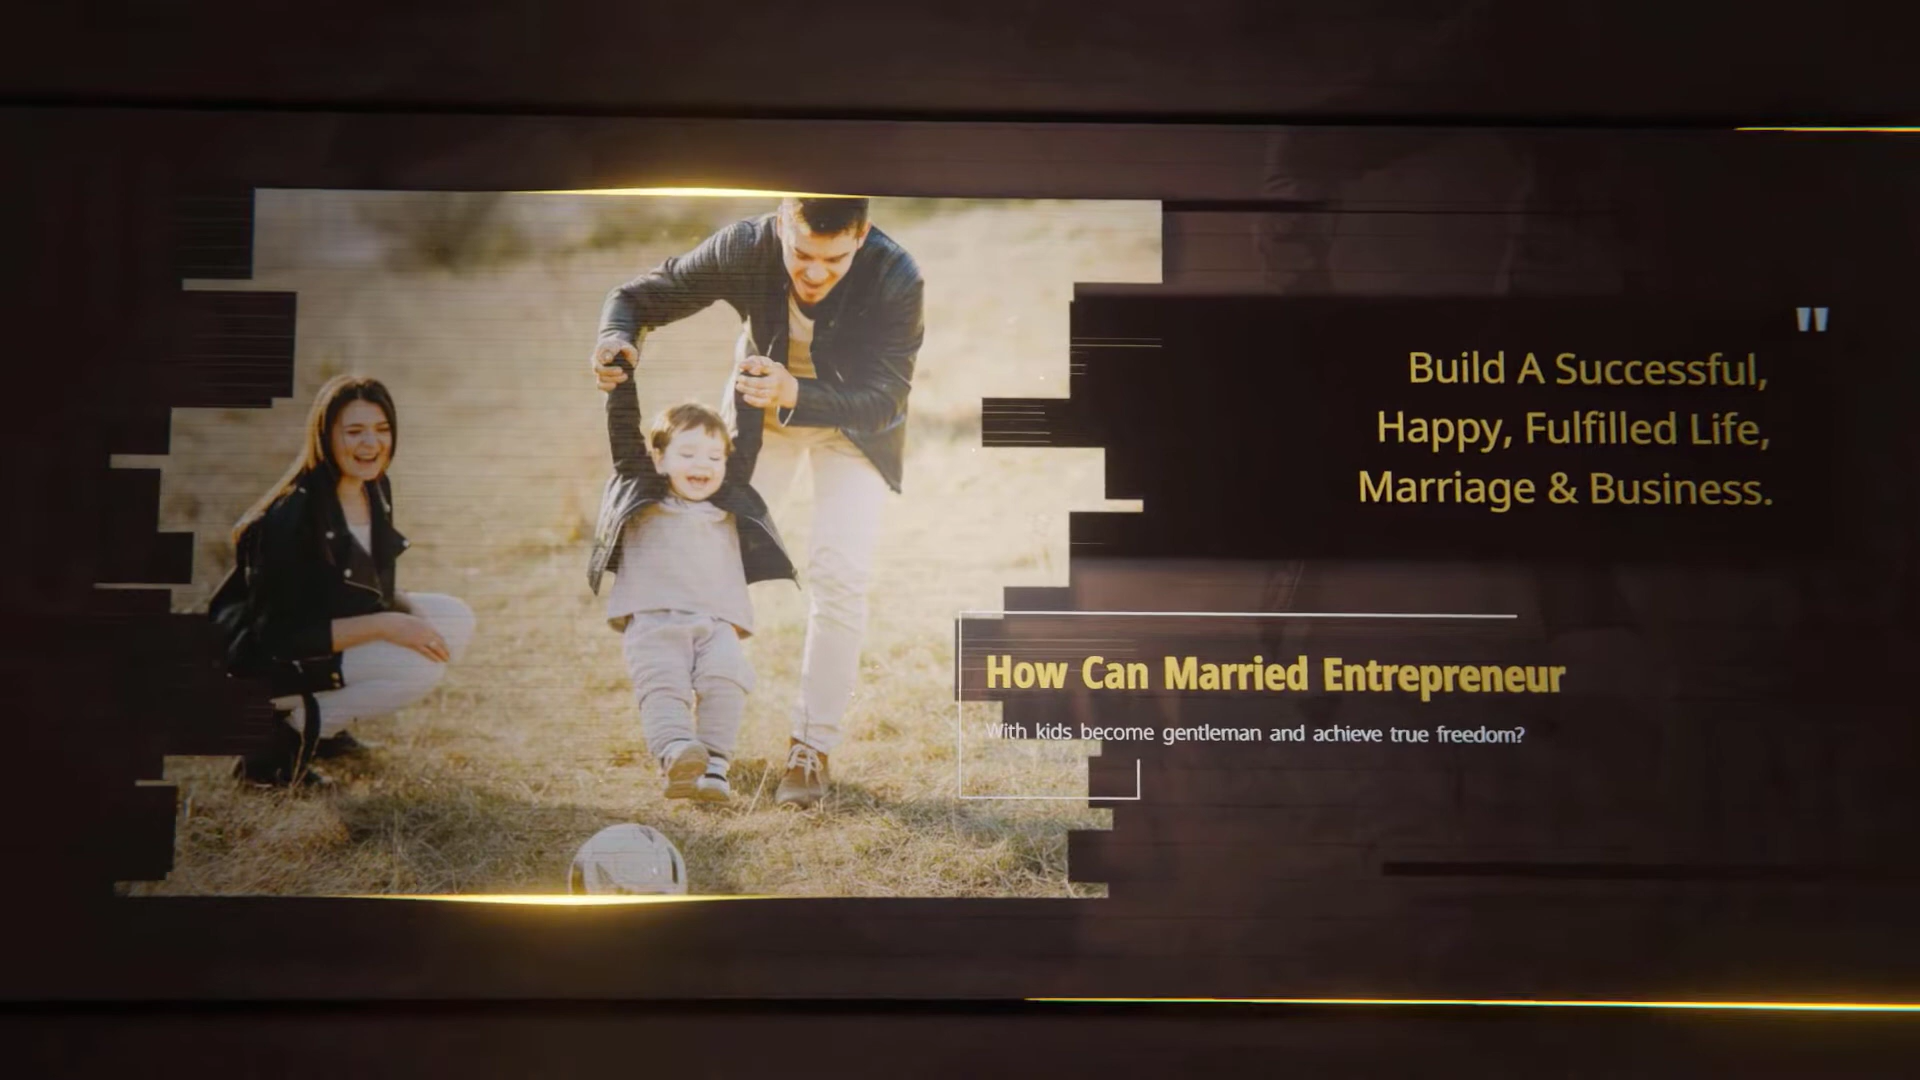 "
Build A Successful,
Happy, Fulfilled Life,
Marriage & Business.
How Can Married Entrepreneur
With kids become gentleman and achieve true freedom?